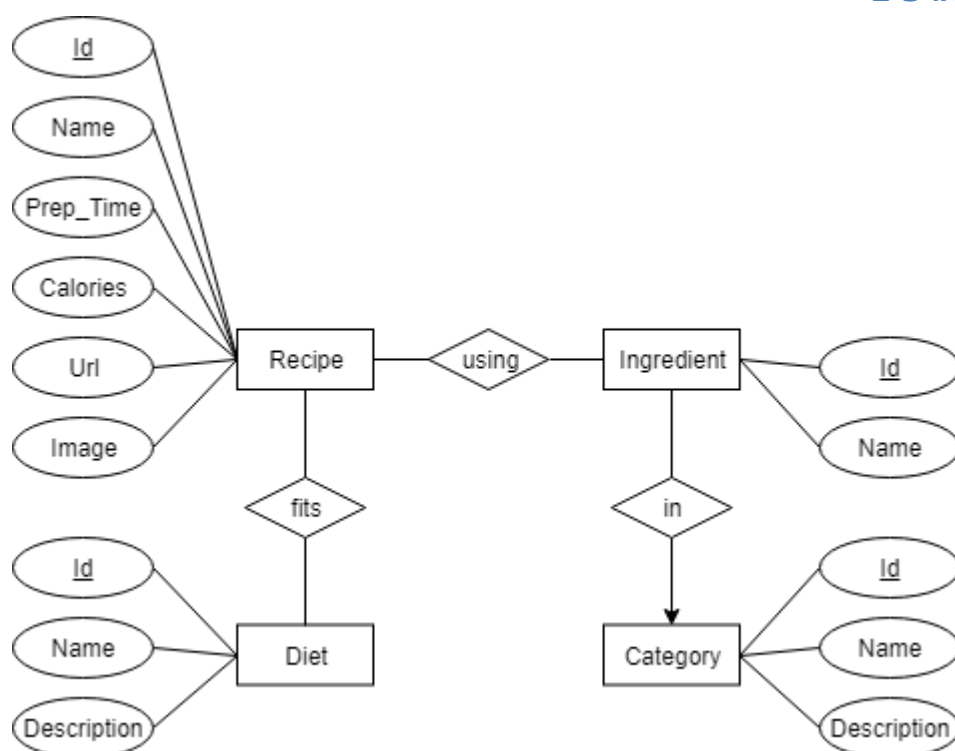 Id
Name
Prep_Time
Calories
Url
Image
Recipe
using
Ingredient
Id
Name
fits
in
Id
Name
Description
Diet
Category
Id
Name
Description